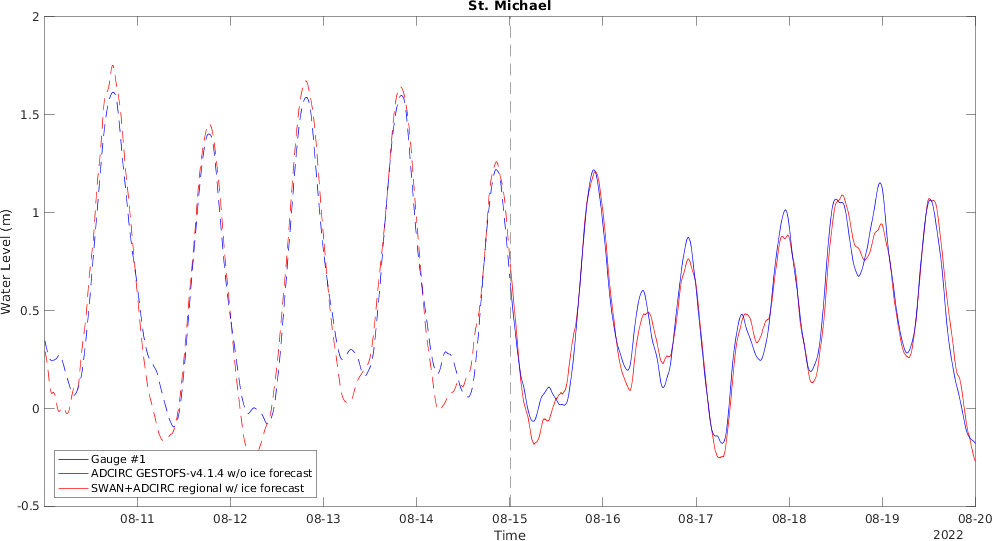 St. Michael
2
1.5
1
0.5
0
-0.5
Water Level (m)
Gauge #1
ADCIRC GESTOFS-v4.1.4 w/o ice forecast
SWAN+ADCIRC regional w/ ice forecast
08-11 08-12 08-13 08-14 08-15 08-16 08-17 08-18 08-19 08-20
Time
2022